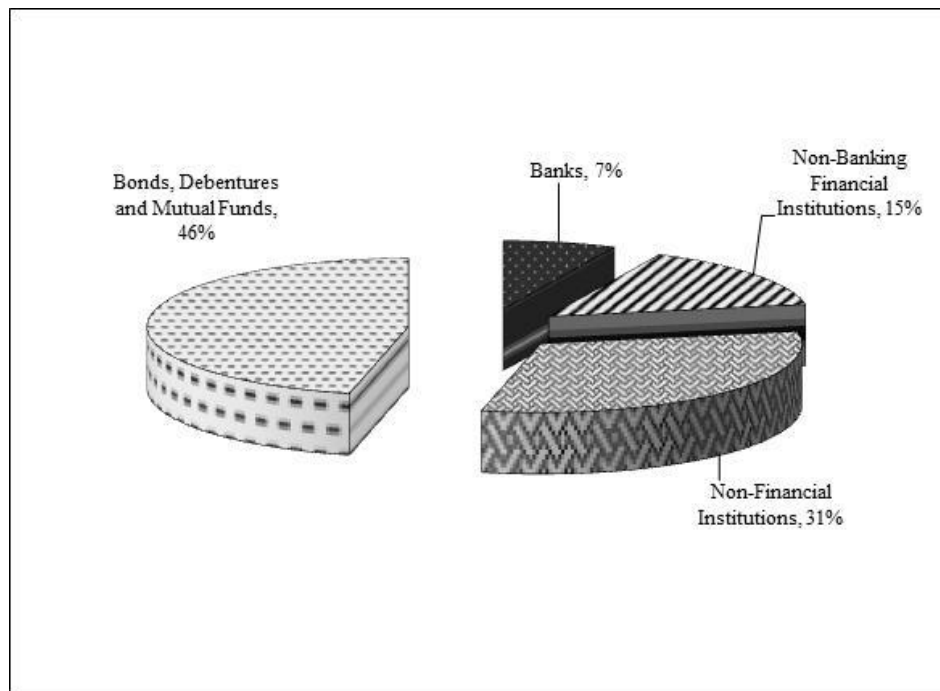 Bonds, Debentures
and Mutual Funds,
46%
Banks, 7%
Non-Banking
Financial
Institutions, 15%
Non-Financial
Institutions, 31%